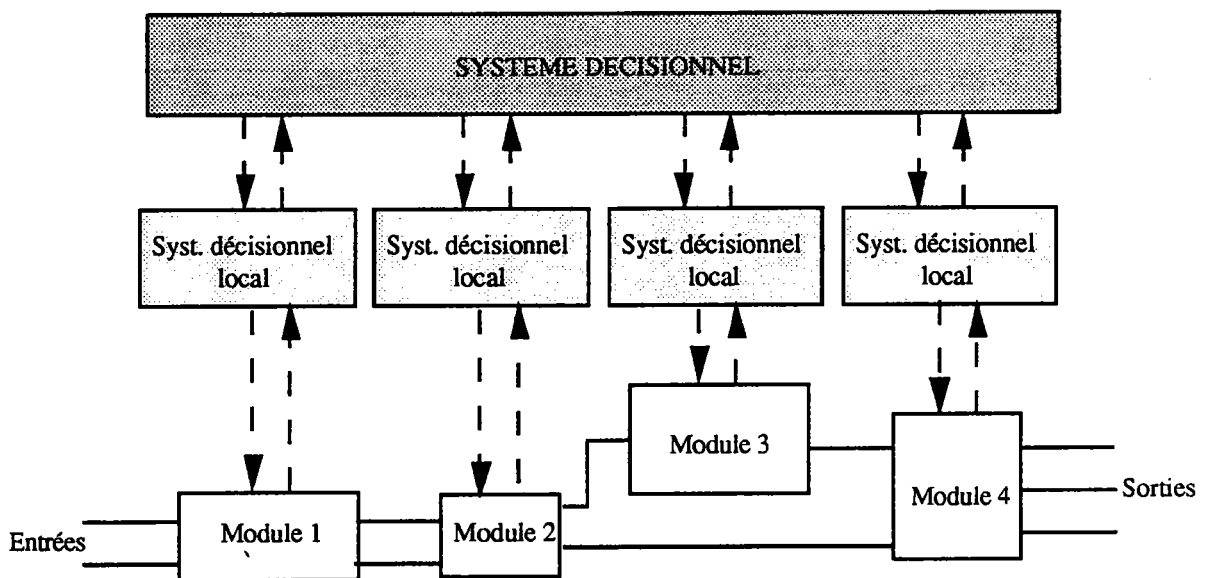 SYSTEME DECISIONNEL
Syst. décisionnel
local
Syst. décisionnel
local
Syst. décisionnel
local
Syst. décisionnel
local
Module 3
Module 4
Sorties
Entrées
Module 1
Module 2